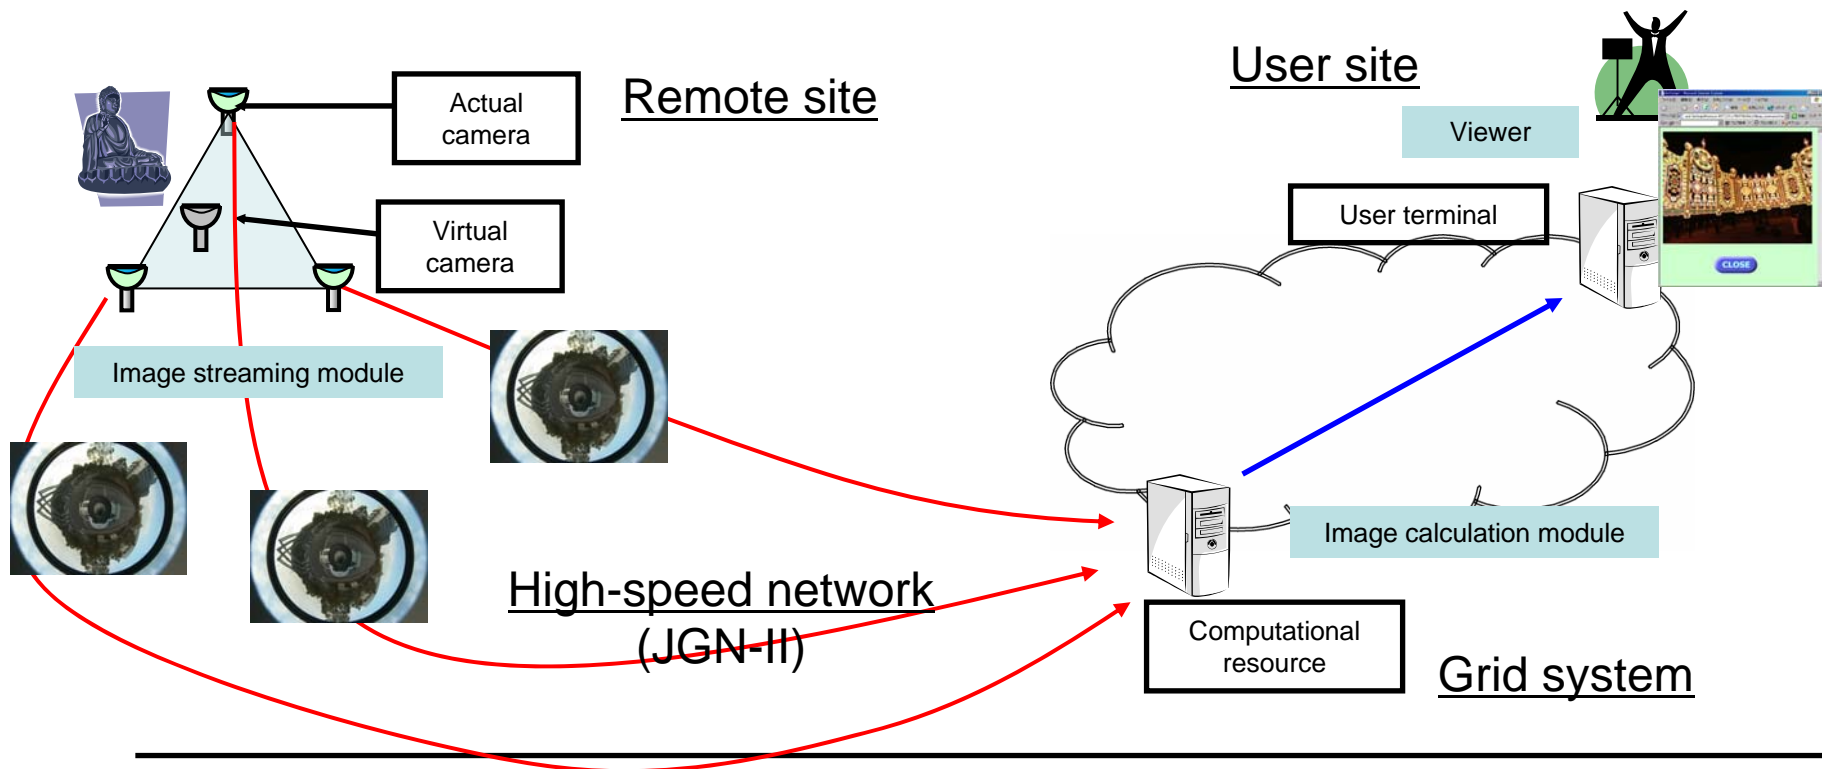 Remote site
Actual
camera
Virtual
camera
Image streaming module
High-speed network
(JGN-II)
User site
Viewer
User terminal
CLOSE
Image calculation module
Computational
resource
Grid system